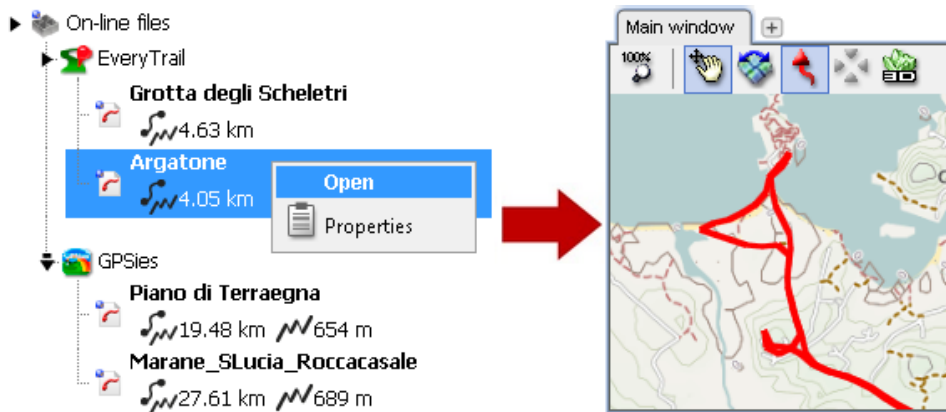 On-line files
EveryTrail
Grotta degli Scheletri
4.63 km
Argatone
4.05 km
Open
Properties
GPSies
Piano di Terraegna
19.48 km 654 m
Marane_SLucia_Roccacasale
27.61 km 689 m
Main window
100%
3D